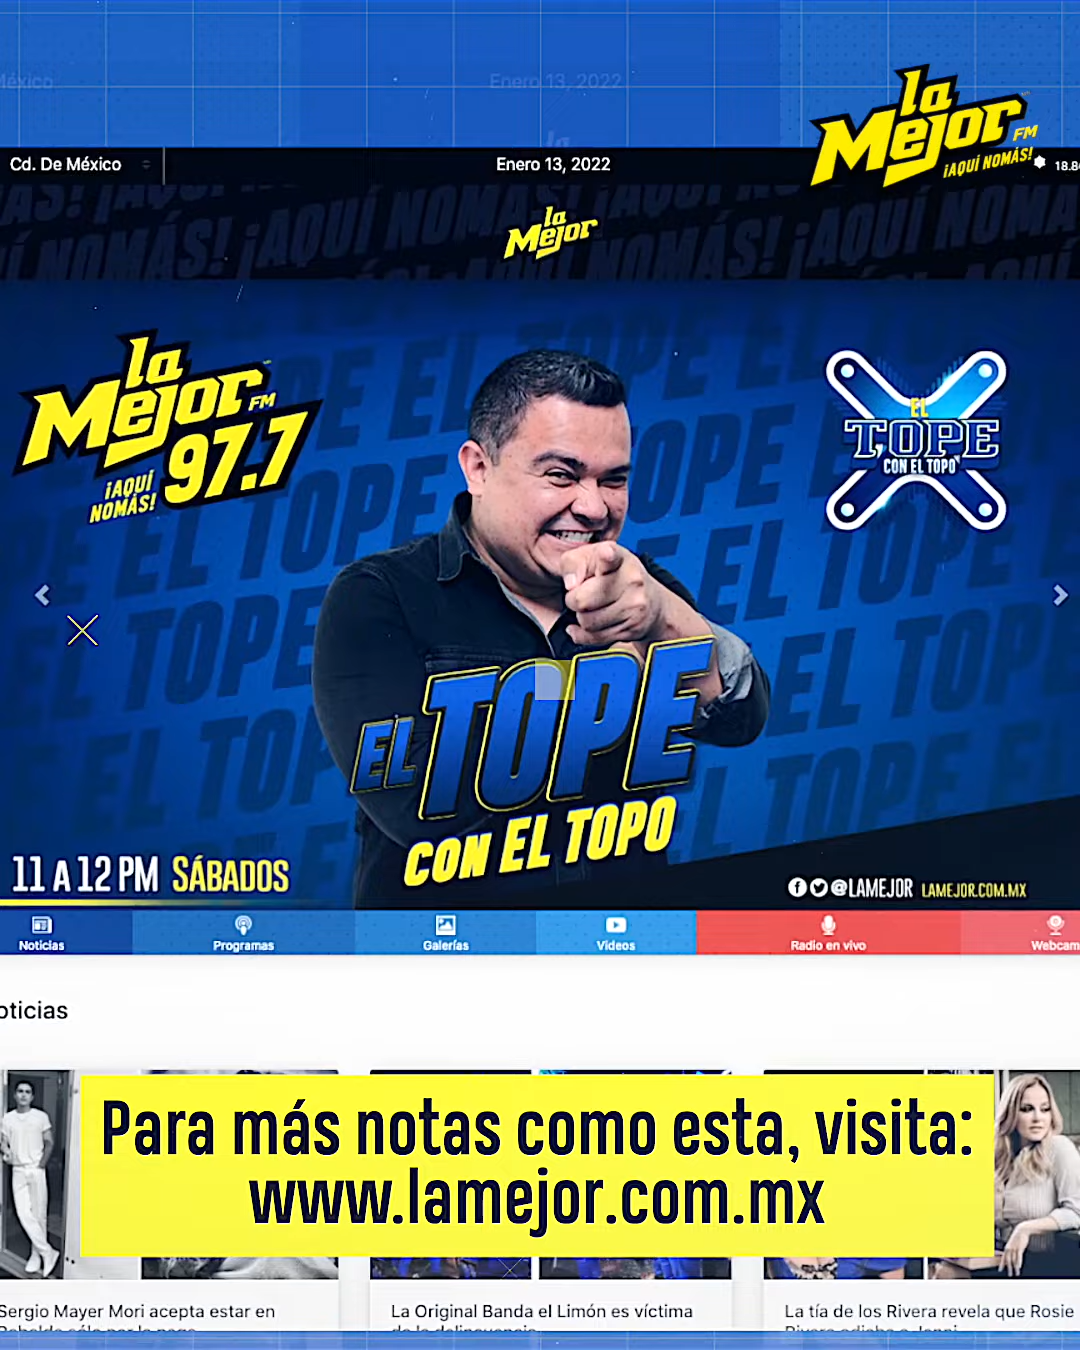 México
Enero 13, 2022
la
Mejor FM
¡AQUÍ NOMÁS!
Cd. De México
Enero 13, 2022
18.8
la
Mejor
la
Mejor FM
97.7
¡AQUÍ
NOMÁS!
EL
TOPE
CON EL TOPO
EL TOPE
CON EL TOPO
11 A 12 PM SÁBADOS
@LAMEJOR LAMEJOR.COM.MX
Noticias
Programas
Galerías
Videos
Radio en vivo
Webcam
oticias
Para más notas como esta, visita:
www.lamejor.com.mx
Sergio Mayer Mori acepta estar en
La Original Banda el Limón es víctima
La tía de los Rivera revela que Rosie